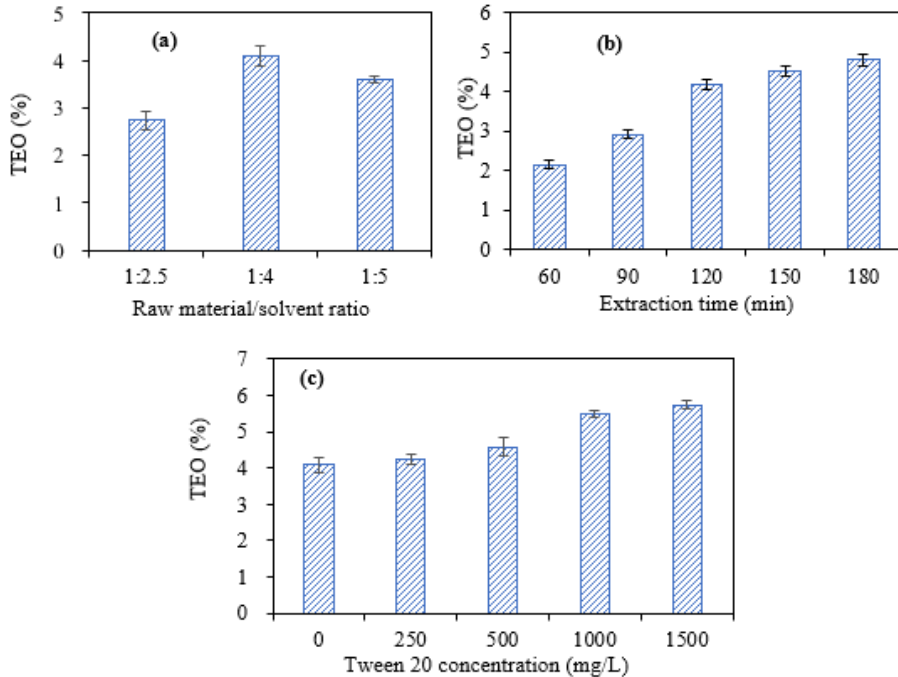 (a)
TEO (%)
5
4
3
2
1
0
1:2.5 1:4 1:5
Raw material/solvent ratio
(b)
TEO (%)
6
5
4
3
2
1
0
60 90 120 150 180
Extraction time (min)
(c)
TEO (%)
7
6
5
4
3
2
1
0
0 250 500 1000 1500
Tween 20 concentration (mg/L)